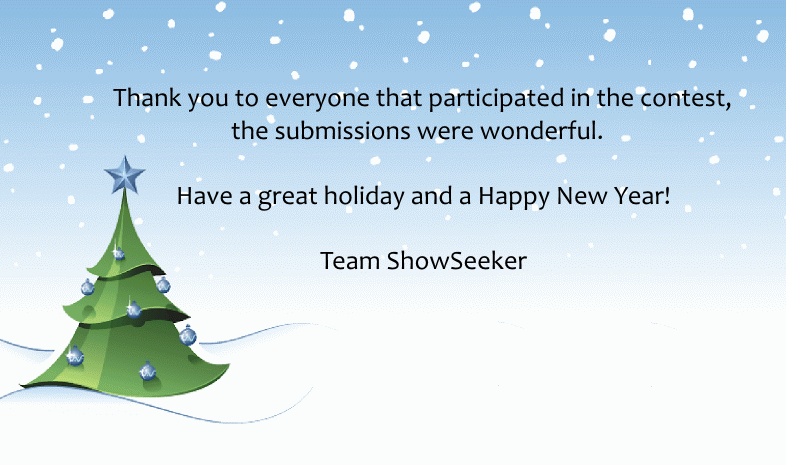 Thank you to everyone that participated in the contest,
the submissions were wonderful.
Have a great holiday and a Happy New Year!
Team ShowSeeker